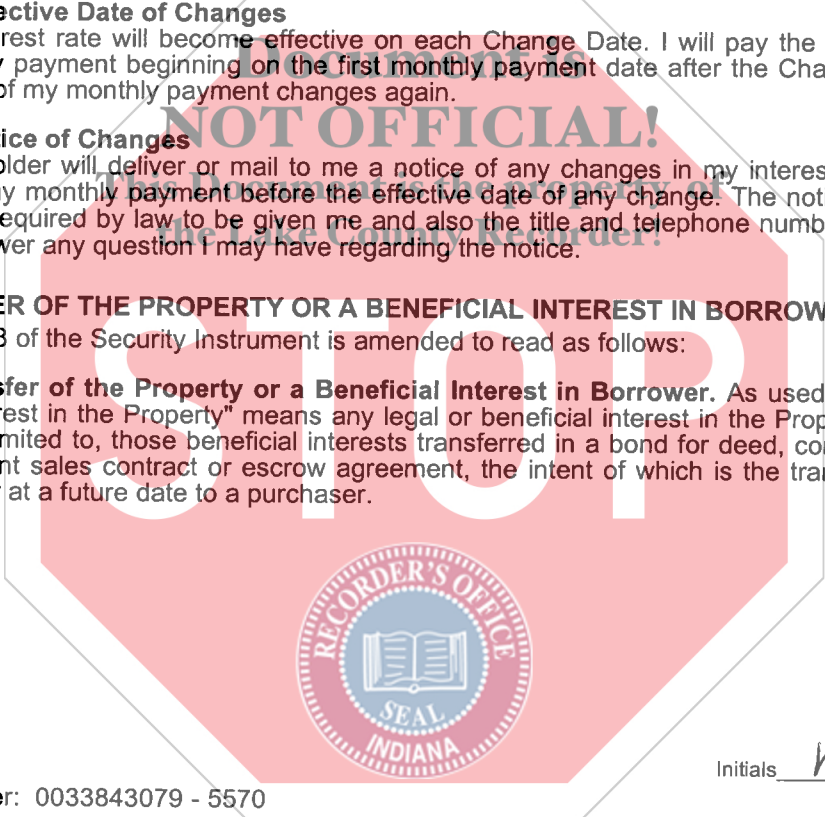 ective Date of Changes
rest rate will become effective on each Change Date. I will pay the
payment beginning on the first monthly payment date after the Cha
of my monthly payment changes again.
Document is
NOT OFFICIAL!
This Document is the property of
the Lake County Recorder!
ice of Changes
older will deliver or mail to me a notice of any changes in my interes
y monthly payment before the effective date of any change. The not
equired by law to be given me and also the title and telephone numb
er any question I may have regarding the notice.
ER OF THE PROPERTY OR A BENEFICIAL INTEREST IN BORROW
of the Security Instrument is amended to read as follows:
sfer of the Property or a Beneficial Interest in Borrower. As used
est in the Property" means any legal or beneficial interest in the Prop
mited to, those beneficial interests transferred in a bond for deed, co
nt sales contract or escrow agreement, the intent of which is the tra
at a future date to a purchaser.
STOP
RECORDER'S OFFICE
SEAL
INDIANA
Initials
er: 0033843079 - 5570